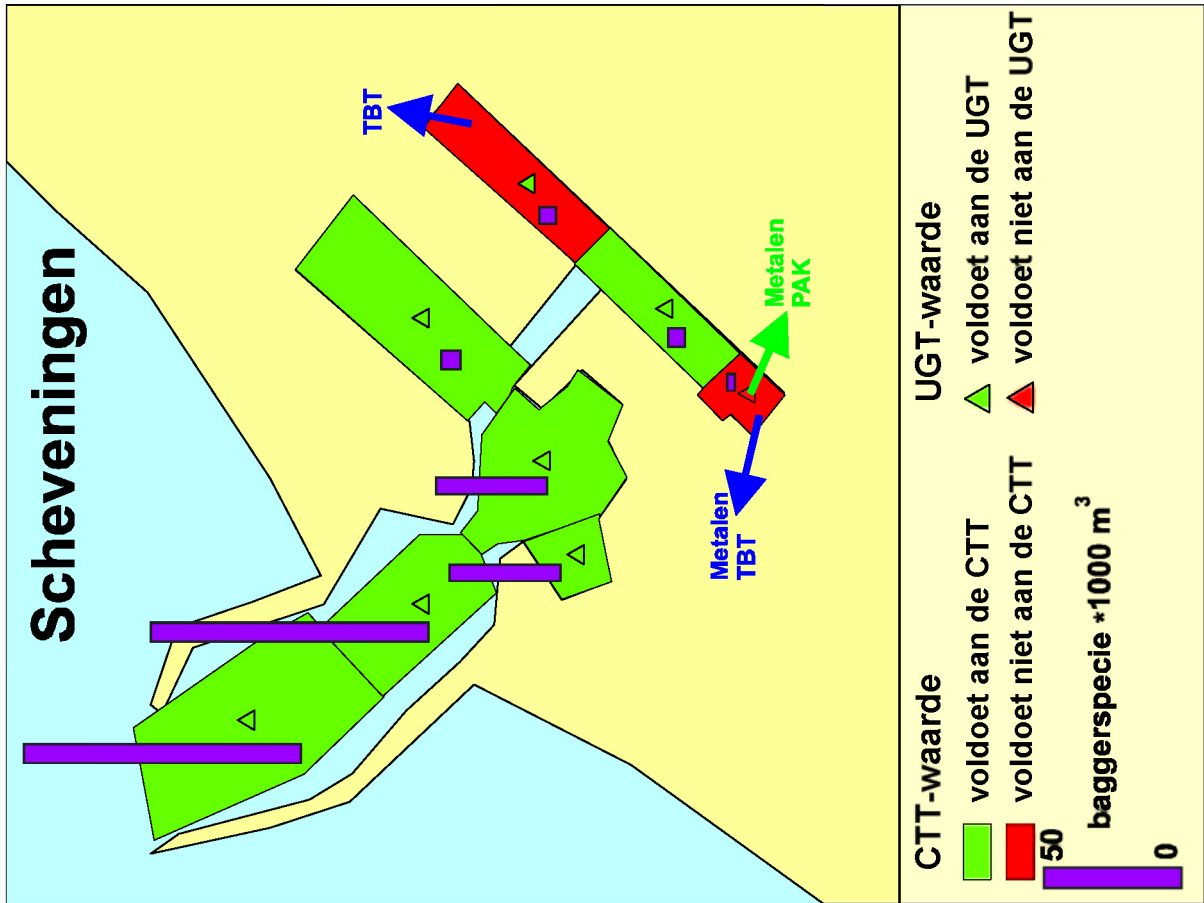 Scheveningen
TBT
Metalen
PAK
Metalen
TBT
CTT-waarde
voldoet aan de CTT
voldoet niet aan de CTT
UGT-waarde
voldoet aan de UGT
voldoet niet aan de UGT
50
0
baggerspecie *1000 m³